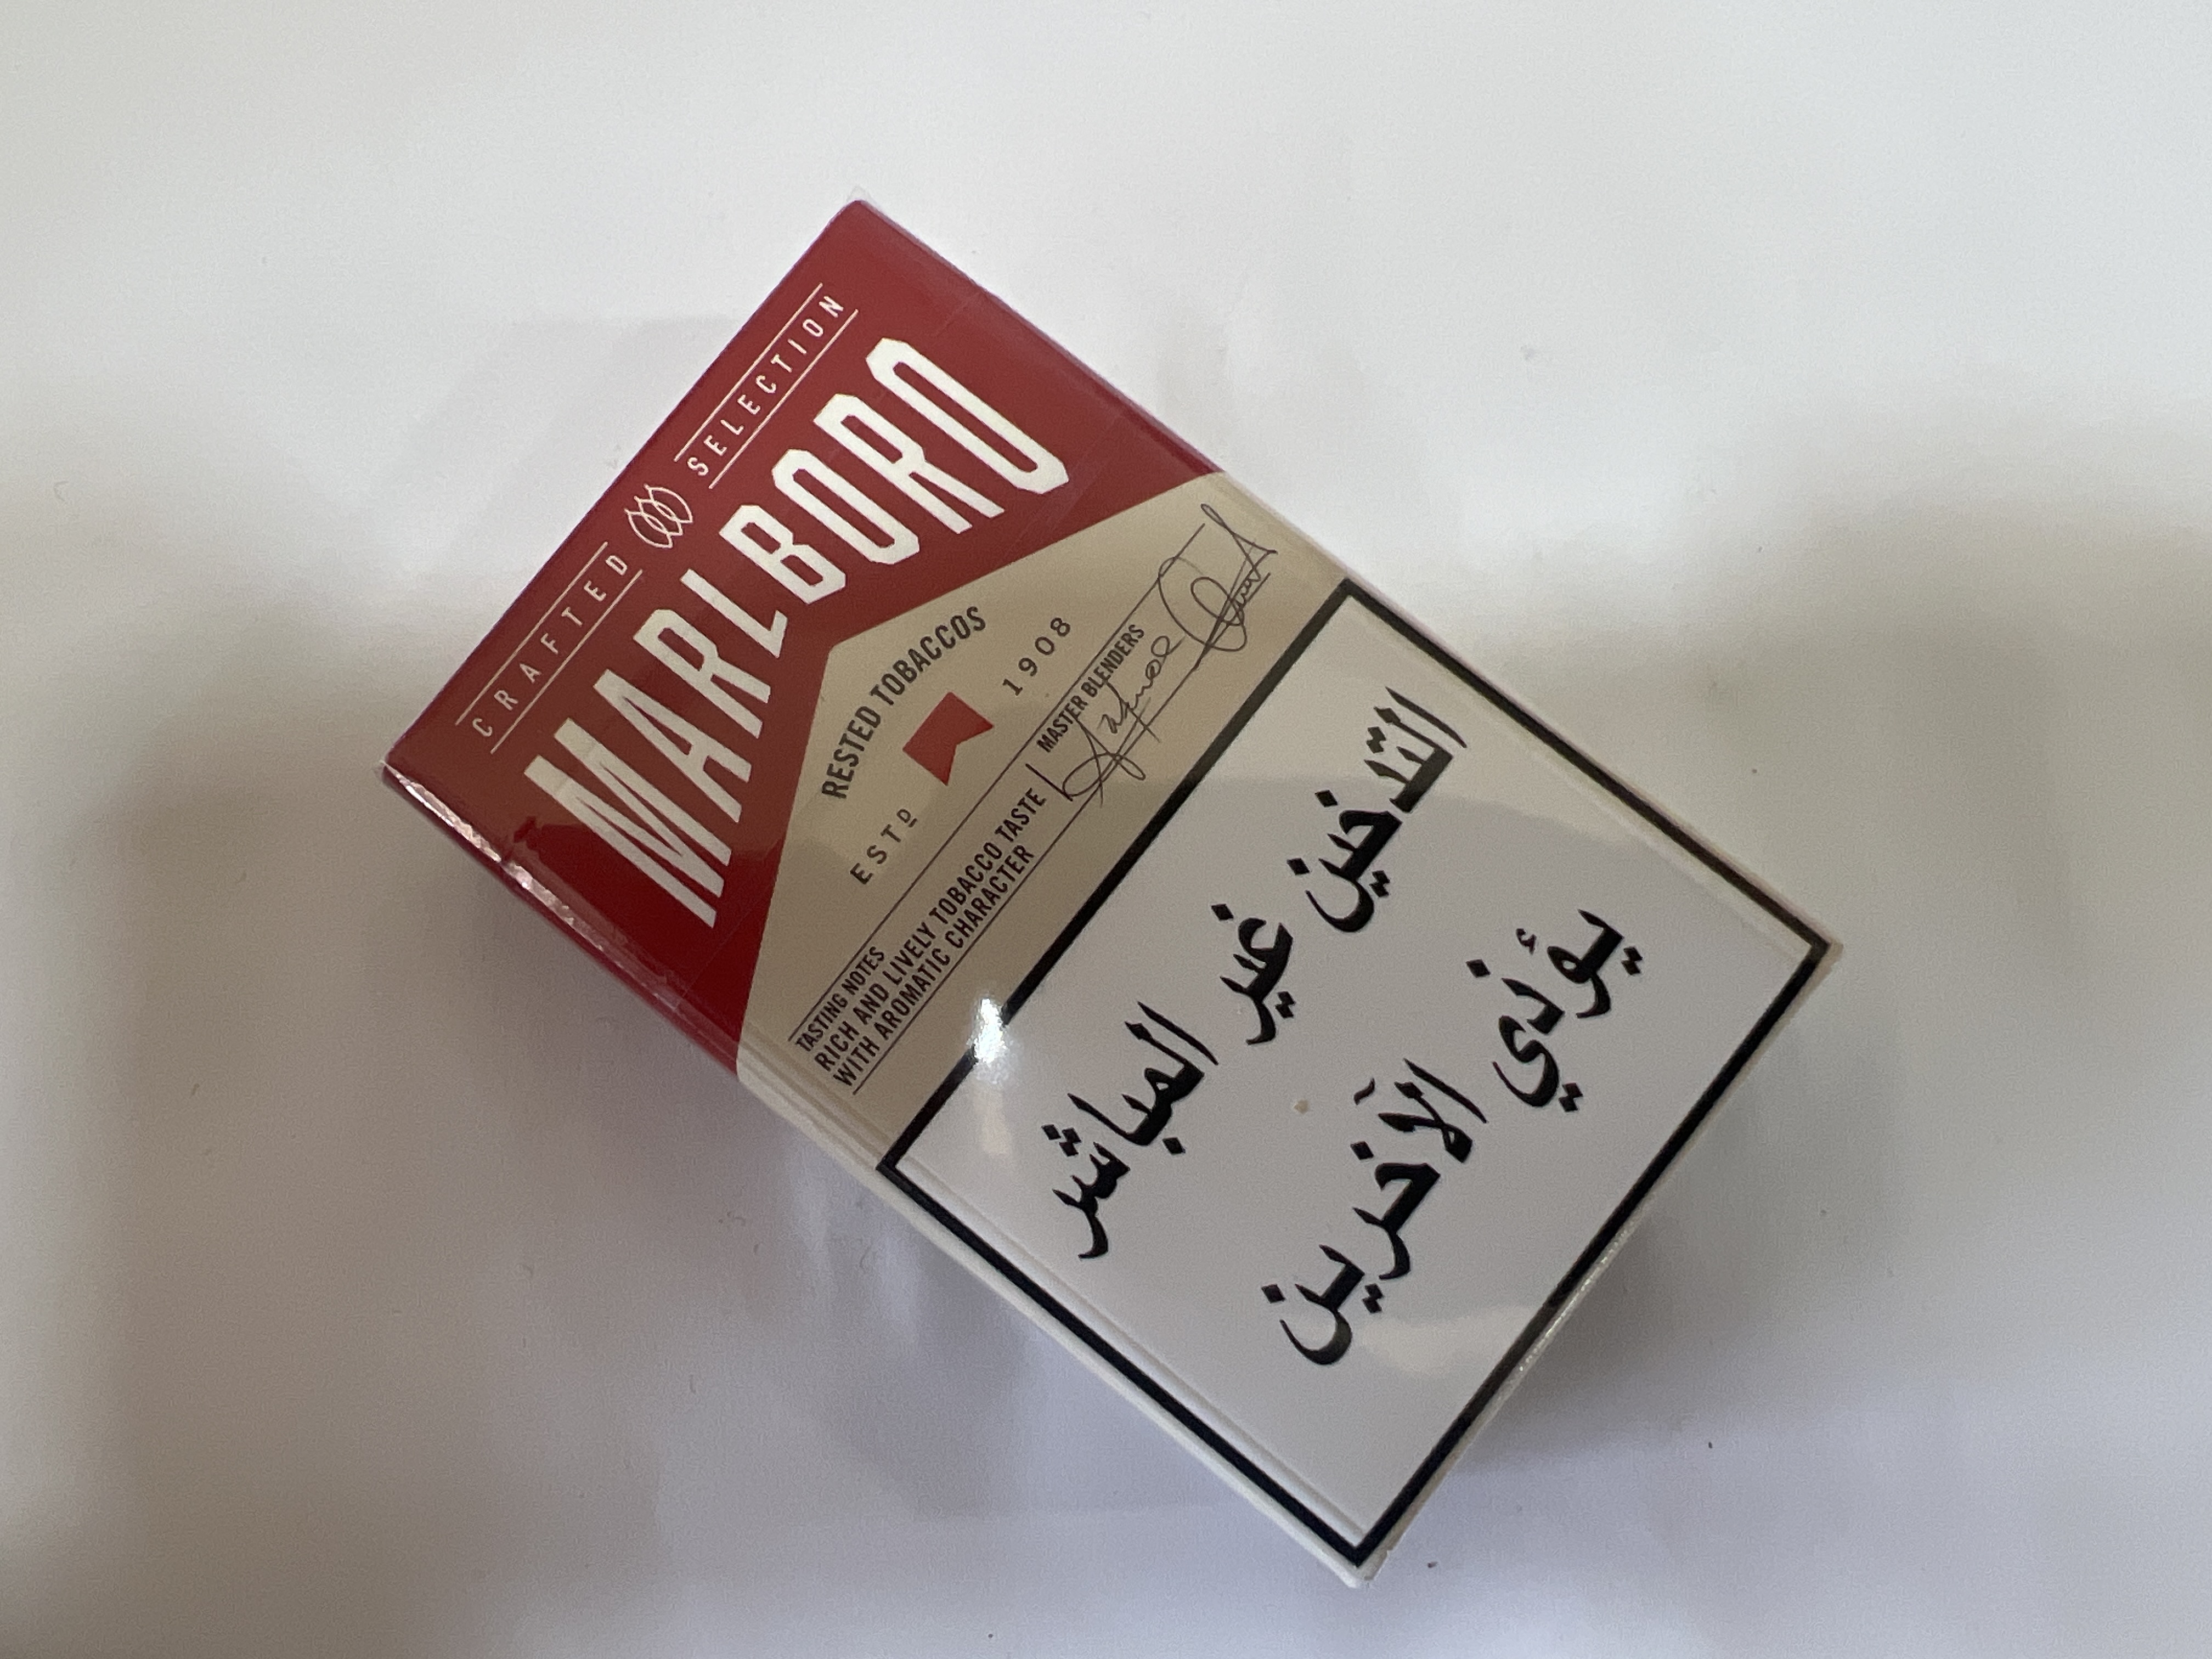 CRAFTED SELECTION
MARLBORO
RESTED TOBACCOS
ESTD 1908
TASTING NOTES
RICH AND LIVELY TOBACCO TASTE
WITH AROMATIC CHARACTER
MASTER BLENDERS
التدخين غير المباشر
يؤذي الآخرين